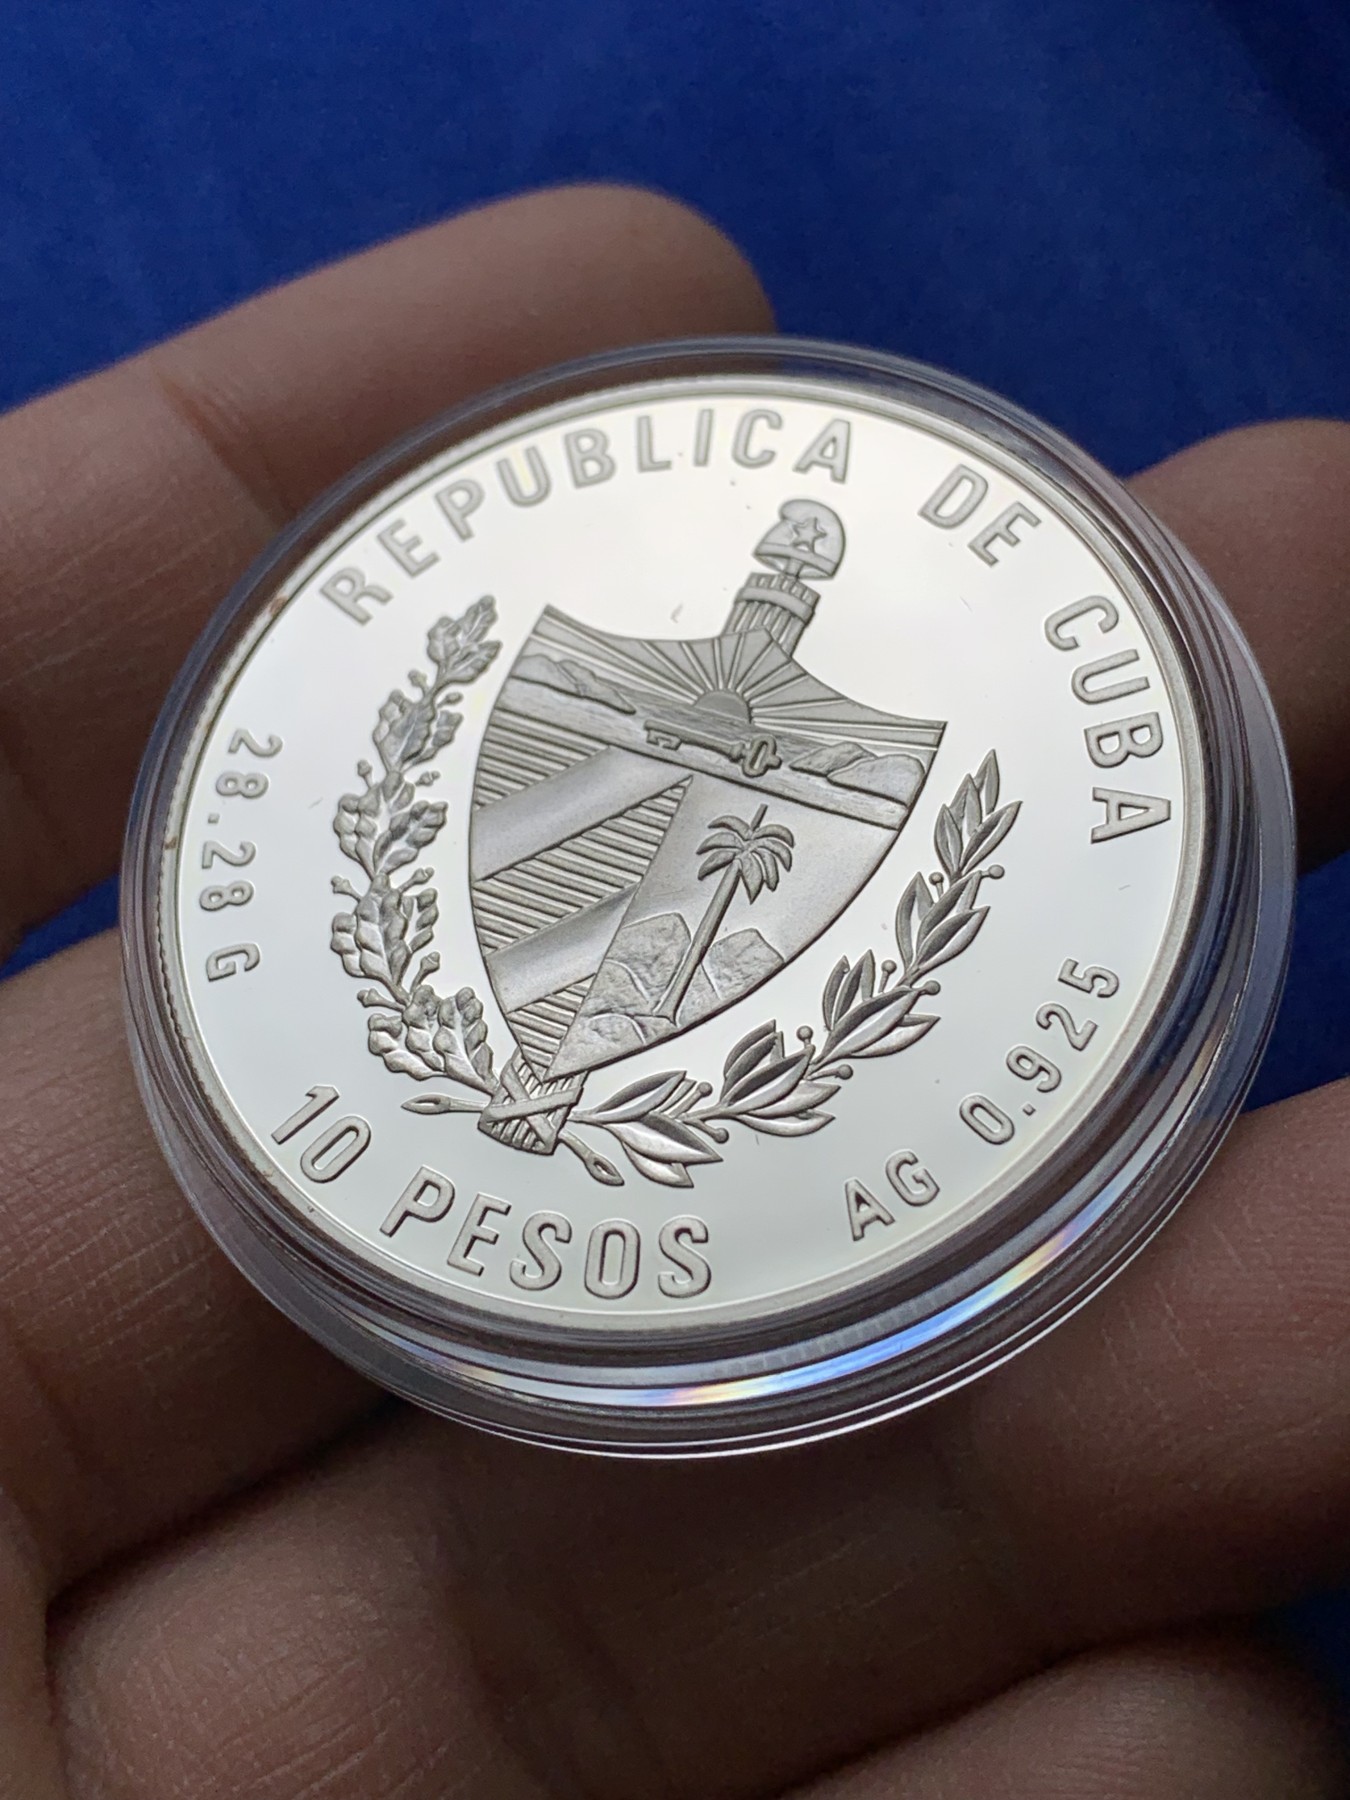 REPUBLICA DE CUBA
28.28 G
10 PESOS
AG 0.925